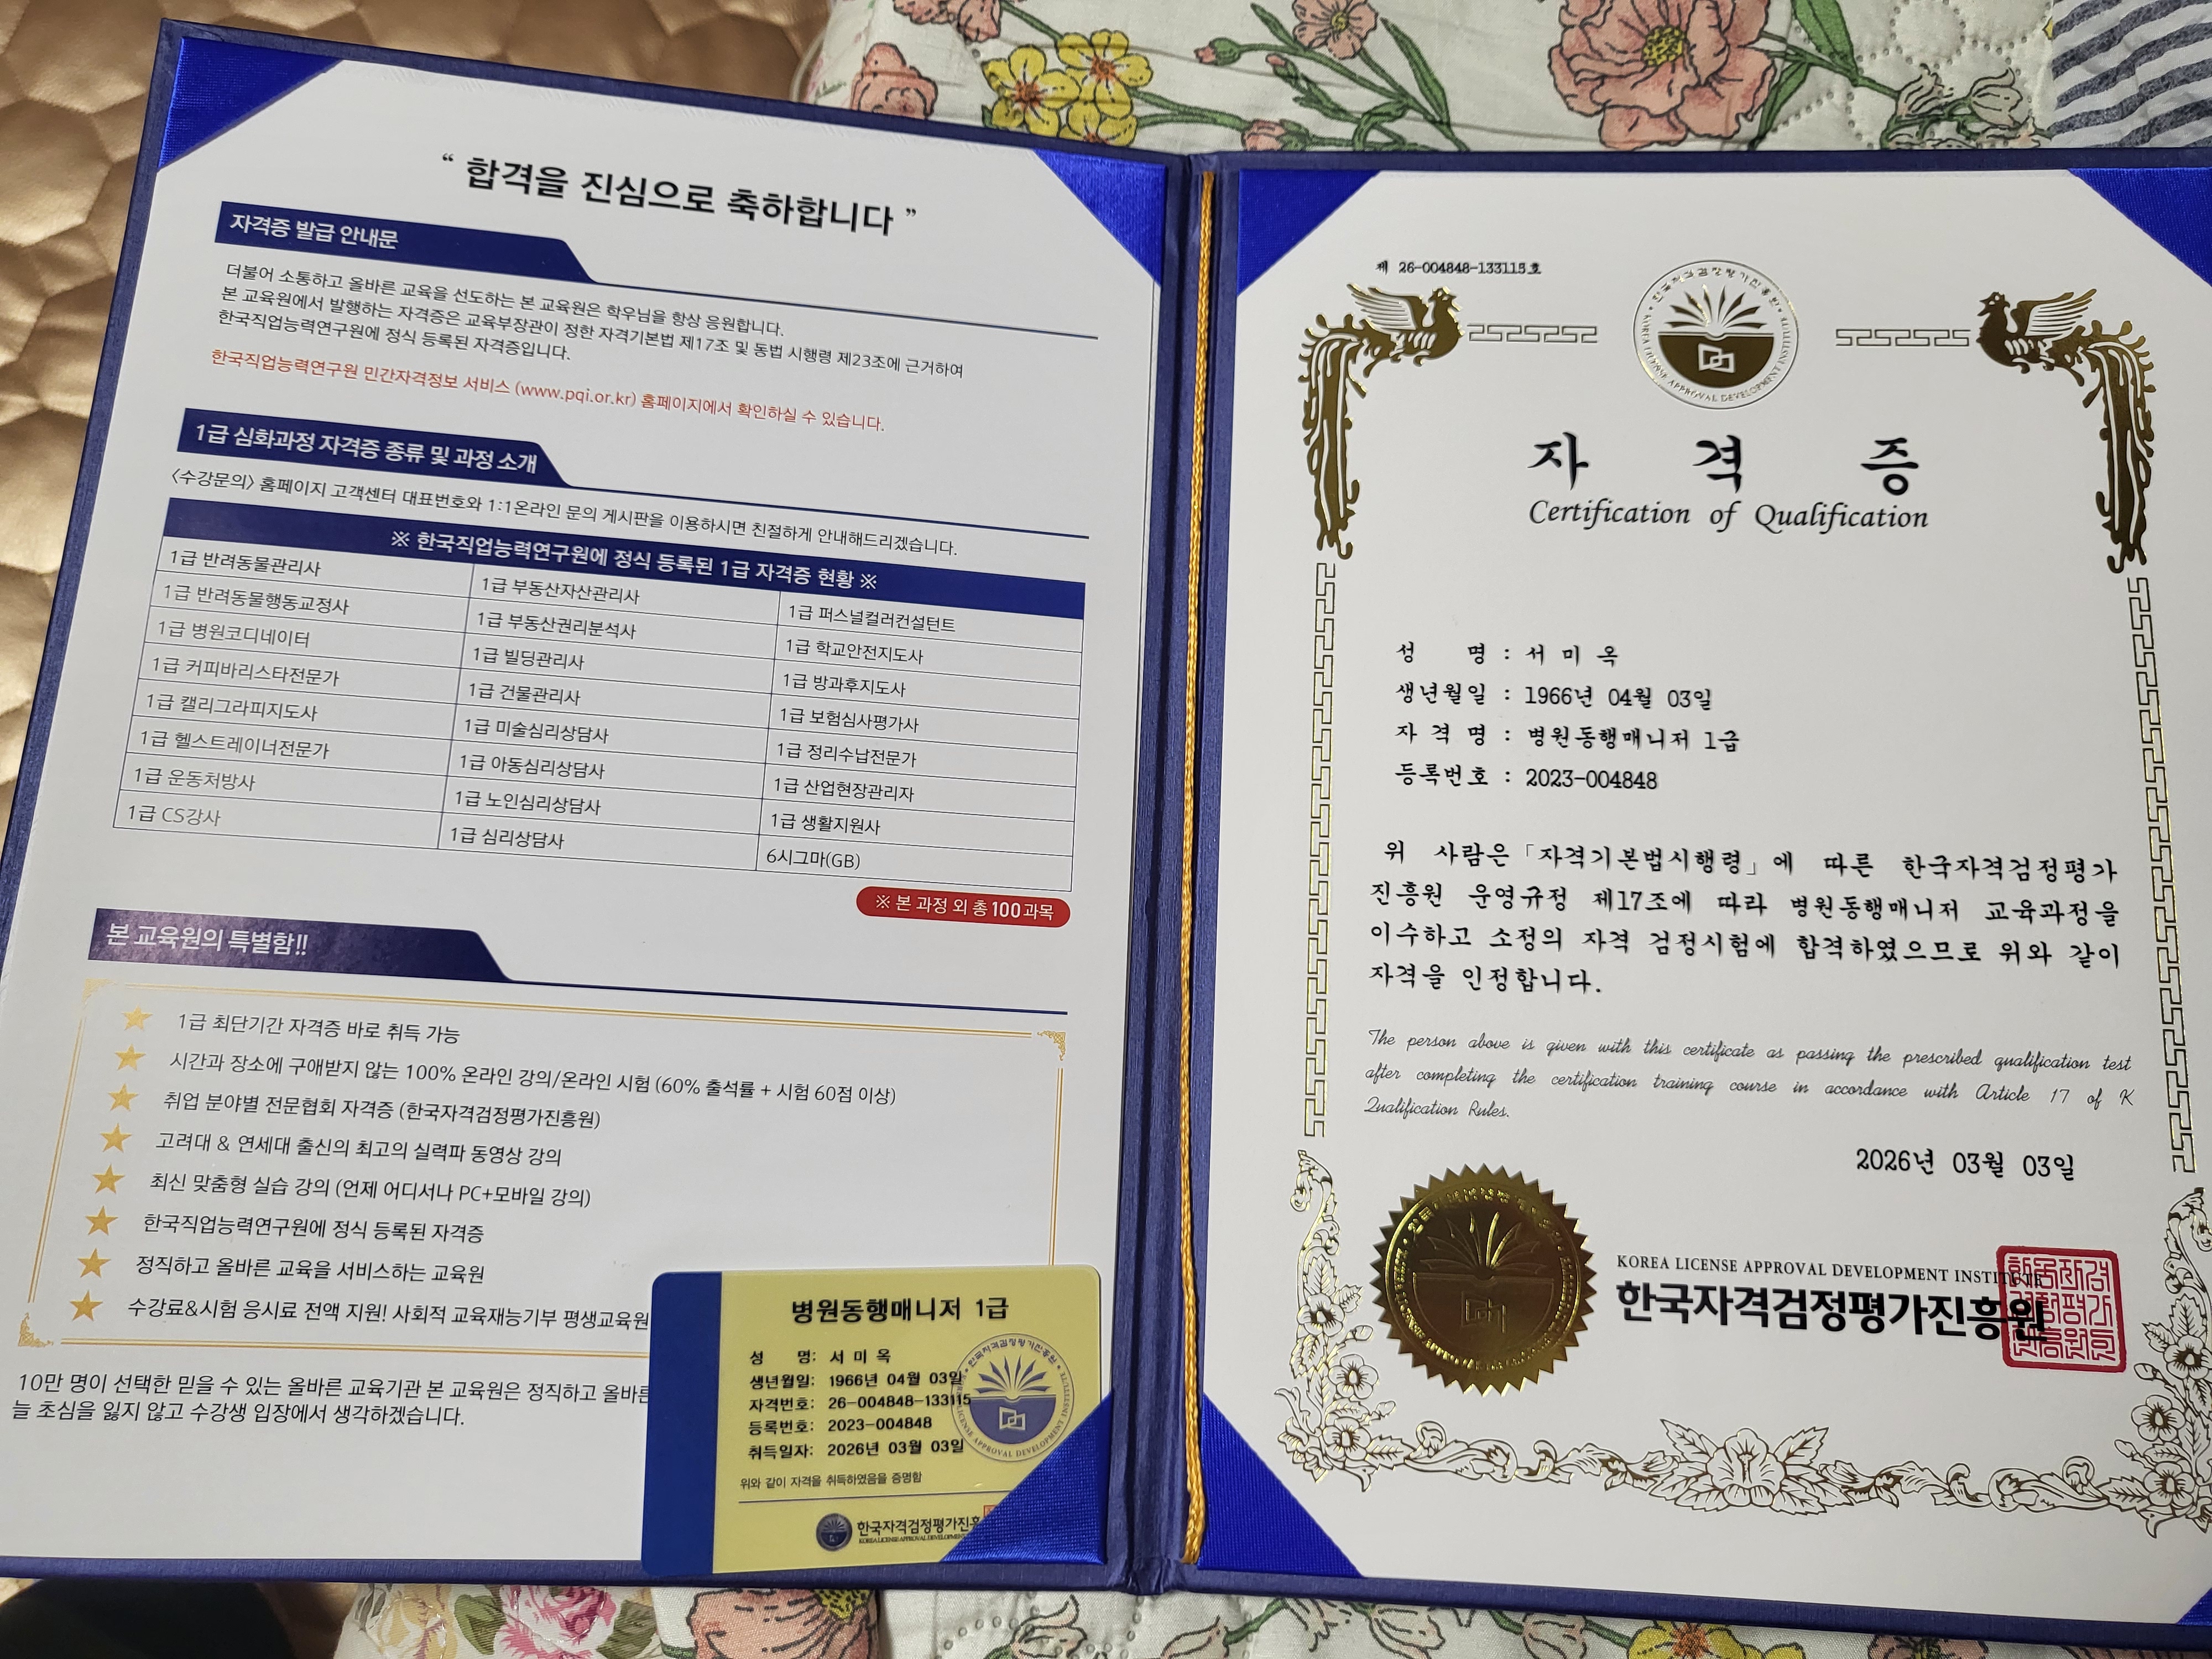 “ 합격을 진심으로 축하합니다 ”
자격증 발급 안내문
더불어 소통하고 올바른 교육을 선도하는 본 교육원은 학우님을 항상 응원합니다.
본 교육원에서 발행하는 자격증은 교육부장관이 정한 자격기본법 제17조 및 동법 시행령 제23조에 근거하여
한국직업능력연구원에 정식 등록된 자격증입니다.
한국직업능력연구원 민간자격정보 서비스 (www.pqi.or.kr) 홈페이지에서 확인하실 수 있습니다.
1급 심화과정 자격증 종류 및 과정 소개
<수강문의> 홈페이지 고객센터 대표번호와 1:1온라인 문의 게시판을 이용하시면 친절하게 안내해드리겠습니다.
※ 한국직업능력연구원에 정식 등록된 1급 자격증 현황 ※
1급 반려동물관리사 1급 부동산자산관리사 1급 퍼스널컬러컨설턴트
1급 반려동물행동교정사 1급 부동산권리분석사 1급 학교안전지도사
1급 병원코디네이터 1급 빌딩관리사 1급 방과후지도사
1급 커피바리스타전문가 1급 건물관리사 1급 보험심사평가사
1급 캘리그라피지도사 1급 미술심리상담사 1급 정리수납전문가
1급 헬스트레이너전문가 1급 아동심리상담사 1급 산업현장관리자
1급 운동처방사 1급 노인심리상담사 1급 생활지원사
1급 CS강사 1급 심리상담사 6시그마(GB)
※ 본 과정 외 총 100과목
본 교육원의 특별함!!
1급 최단기간 자격증 바로 취득 가능
시간과 장소에 구애받지 않는 100% 온라인 강의/온라인 시험 (60% 출석률 + 시험 60점 이상)
취업 분야별 전문협회 자격증 (한국자격검정평가진흥원)
고려대 & 연세대 출신의 최고의 실력파 동영상 강의
최신 맞춤형 실습 강의 (언제 어디서나 PC+모바일 강의)
한국직업능력연구원에 정식 등록된 자격증
정직하고 올바른 교육을 서비스하는 교육원
수강료&시험 응시료 전액 지원! 사회적 교육재능기부 평생교육원
10만 명이 선택한 믿을 수 있는 올바른 교육기관 본 교육원은 정직하고 올바른
늘 초심을 잃지 않고 수강생 입장에서 생각하겠습니다.
병원동행매니저 1급
성 명: 서 미 옥
생년월일: 1966년 04월 03일
자격번호: 26-004848-133115
등록번호: 2023-004848
취득일자: 2026년 03월 03일
위와 같이 자격을 취득하였음을 증명함
한국자격검정평가진흥
제 26-004848-133115호
한국자격검정평가진흥원
KOREA LICENSE APPROVAL DEVELOPMENT INSTITUTE
자 격 증
Certification of Qualification
성 명 : 서 미 옥
생년월일 : 1966년 04월 03일
자 격 명 : 병원동행매니저 1급
등록번호 : 2023-004848
위 사람은 「자격기본법시행령」에 따른 한국자격검정평가
진흥원 운영규정 제17조에 따라 병원동행매니저 교육과정을
이수하고 소정의 자격 검정시험에 합격하였으므로 위와 같이
자격을 인정합니다.
The person above is given with this certificate as passing the prescribed qualification test
after completing the certification training course in accordance with Article 17 of K
Qualification Rules.
2026년 03월 03일
KOREA LICENSE APPROVAL DEVELOPMENT INSTITUTE
한국자격검정평가진흥원